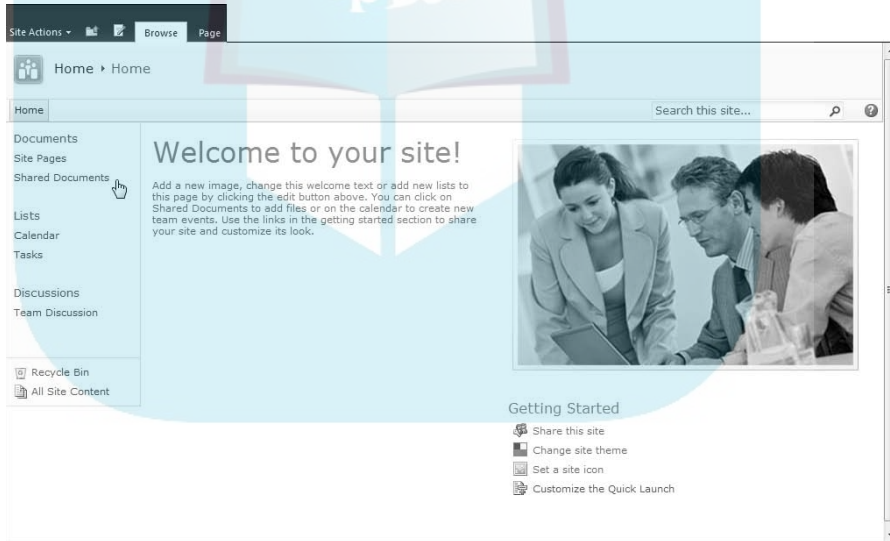 Site Actions
Browse
Page
Home ▸ Home
Home
Search this site...
Documents
Site Pages
Shared Documents
Lists
Calendar
Tasks
Discussions
Team Discussion
Recycle Bin
All Site Content
Welcome to your site!
Add a new image, change this welcome text or add new lists to
this page by clicking the edit button above. You can click on
Shared Documents to add files or on the calendar to create new
team events. Use the links in the getting started section to share
your site and customize its look.
Getting Started
Share this site
Change site theme
Set a site icon
Customize the Quick Launch